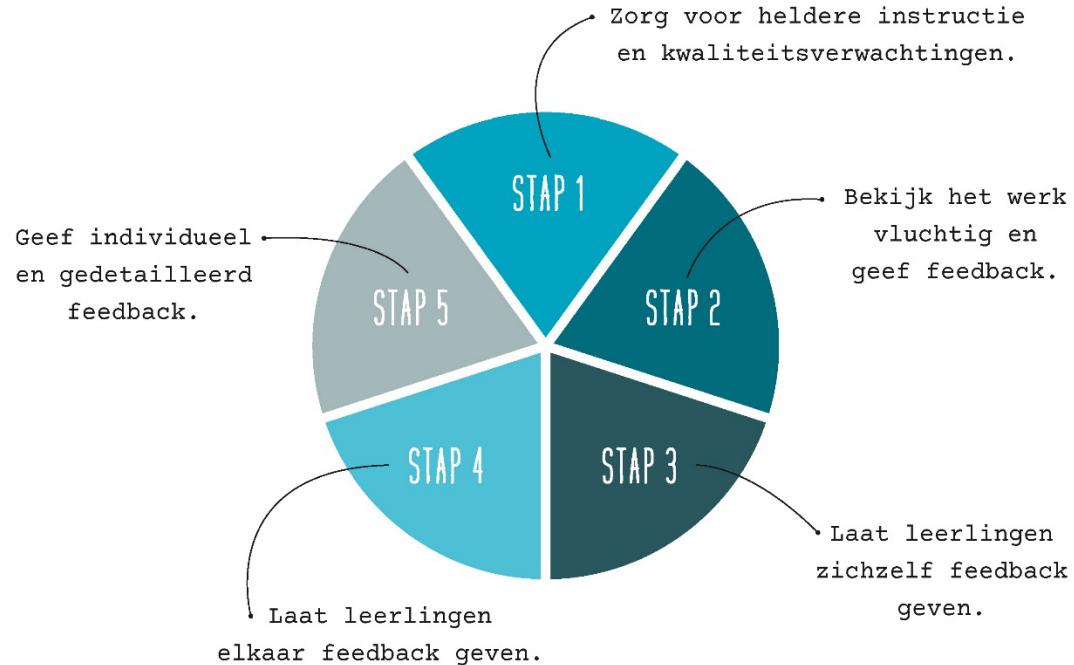 Zorg voor heldere instructie
en kwaliteitsverwachtingen.
STAP 1
Bekijk het werk
vluchtig en
geef feedback.
STAP 2
Laat leerlingen
zichzelf feedback
geven.
STAP 3
Laat leerlingen
elkaar feedback geven.
STAP 4
Geef individueel
en gedetailleerd
feedback.
STAP 5